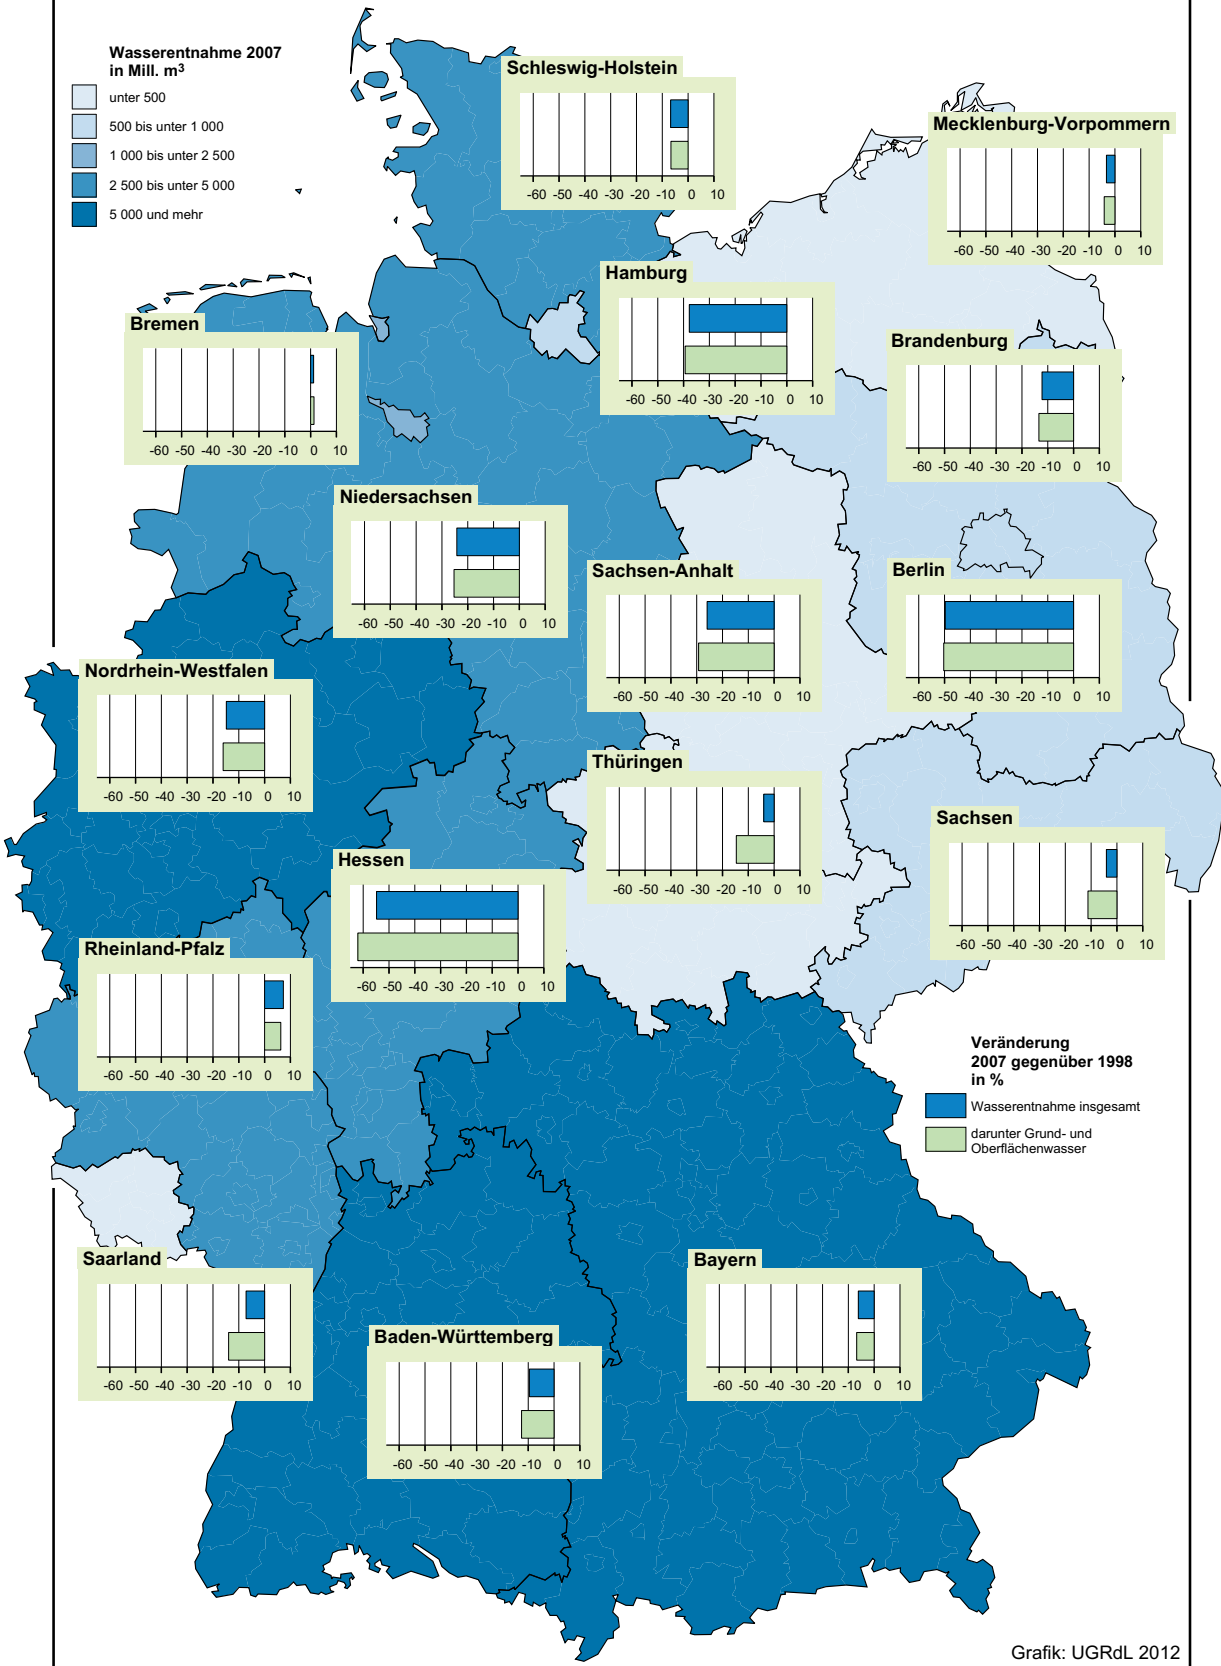 Wasserentnahme 2007
in Mill. m³
unter 500
500 bis unter 1 000
1 000 bis unter 2 500
2 500 bis unter 5 000
5 000 und mehr
Schleswig-Holstein
-60 -50 -40 -30 -20 -10 0 10
Mecklenburg-Vorpommern
-60 -50 -40 -30 -20 -10 0 10
Hamburg
-60 -50 -40 -30 -20 -10 0 10
Bremen
-60 -50 -40 -30 -20 -10 0 10
Brandenburg
-60 -50 -40 -30 -20 -10 0 10
Niedersachsen
-60 -50 -40 -30 -20 -10 0 10
Sachsen-Anhalt
-60 -50 -40 -30 -20 -10 0 10
Berlin
-60 -50 -40 -30 -20 -10 0 10
Nordrhein-Westfalen
-60 -50 -40 -30 -20 -10 0 10
Thüringen
-60 -50 -40 -30 -20 -10 0 10
Sachsen
-60 -50 -40 -30 -20 -10 0 10
Hessen
-60 -50 -40 -30 -20 -10 0 10
Rheinland-Pfalz
-60 -50 -40 -30 -20 -10 0 10
Veränderung
2007 gegenüber 1998
in %
Wasserentnahme insgesamt
darunter Grund- und
Oberflächenwasser
Saarland
-60 -50 -40 -30 -20 -10 0 10
Bayern
-60 -50 -40 -30 -20 -10 0 10
Baden-Württemberg
-60 -50 -40 -30 -20 -10 0 10
Grafik: UGRdL 2012